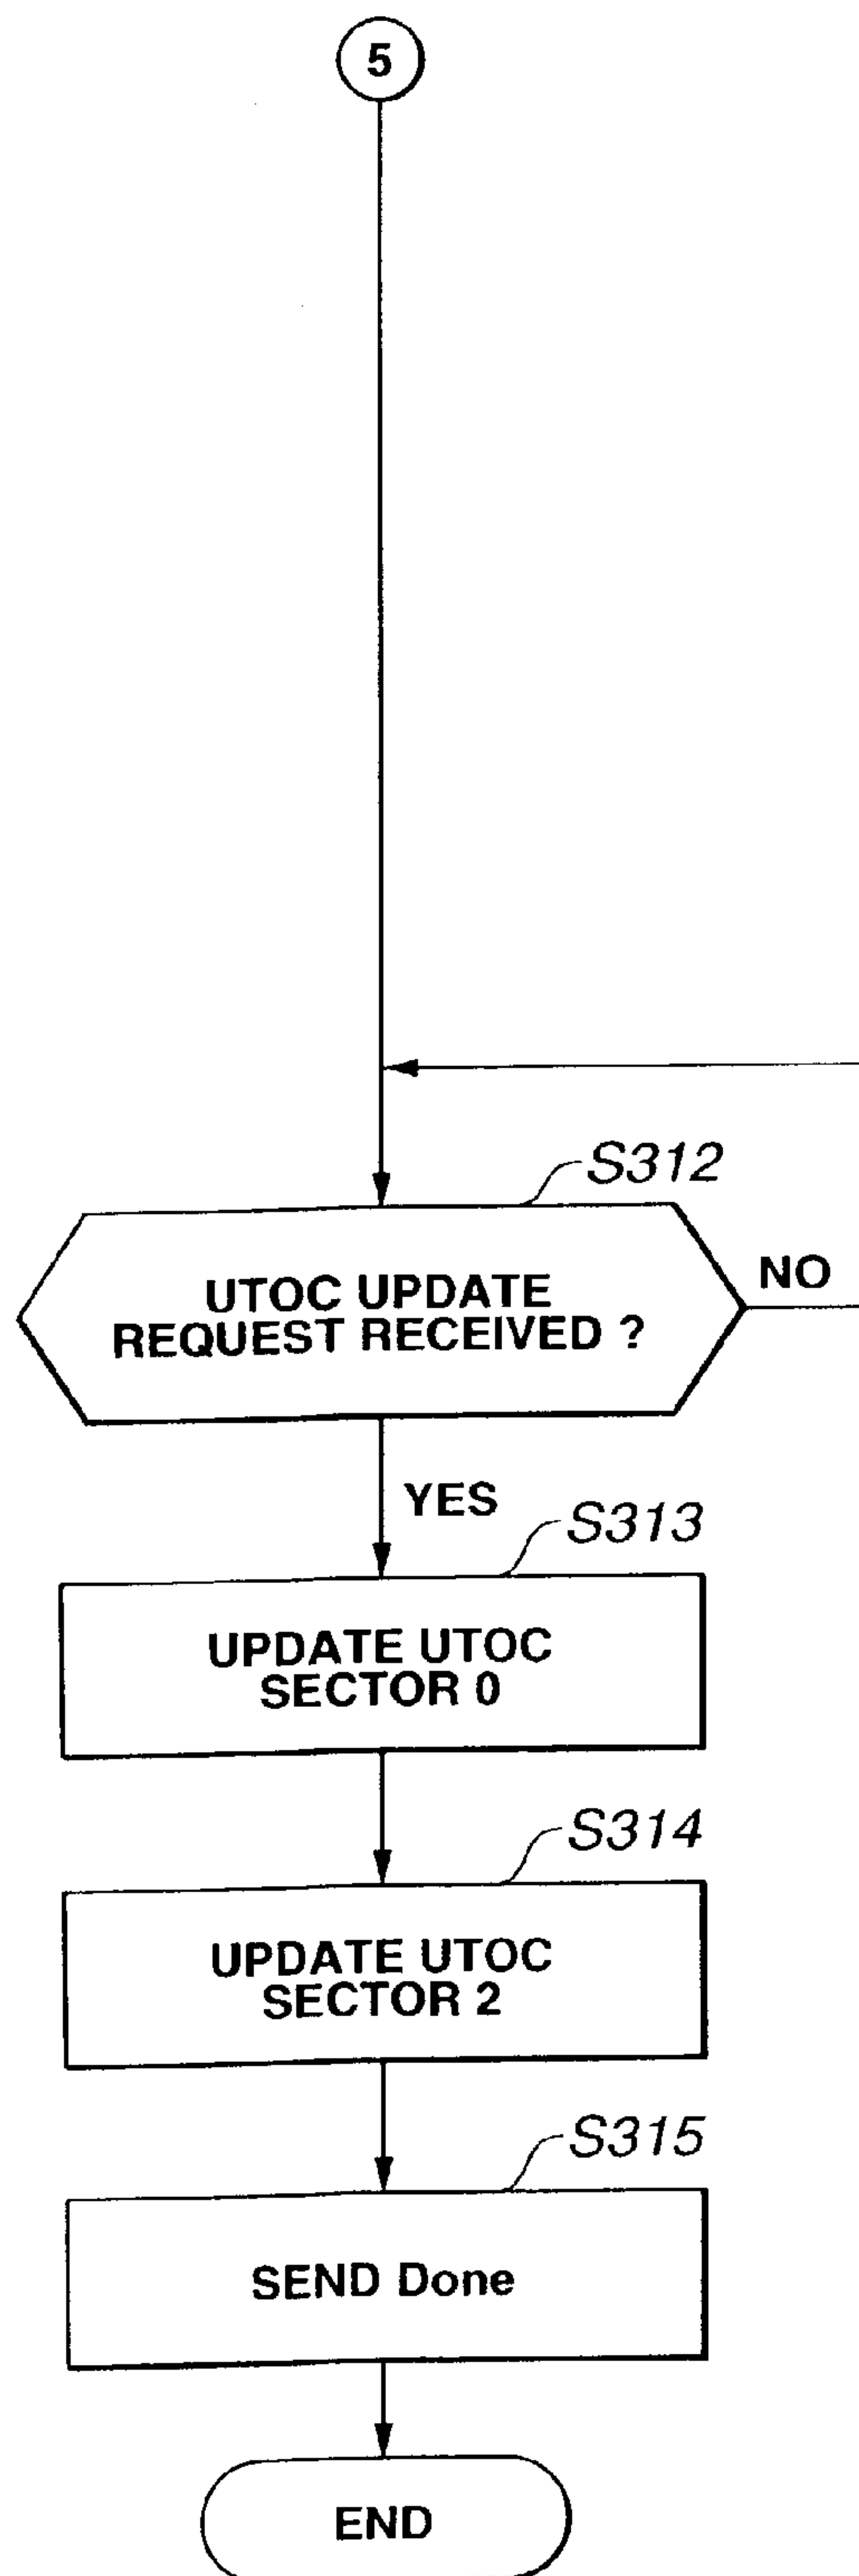 5
S312
UTOC UPDATE
REQUEST RECEIVED ?
NO
YES
S313
UPDATE UTOC
SECTOR 0
S314
UPDATE UTOC
SECTOR 2
S315
SEND Done
END